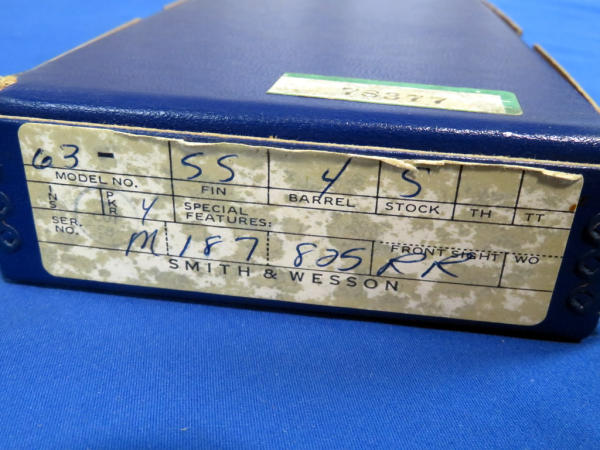 78377
63- SS 4 S
MODEL NO. FIN BARREL STOCK TH TT
INS PKR 4 SPECIAL FEATURES:
SER. NO. M 187 825 RR FRONT SIGHT WO
SMITH & WESSON